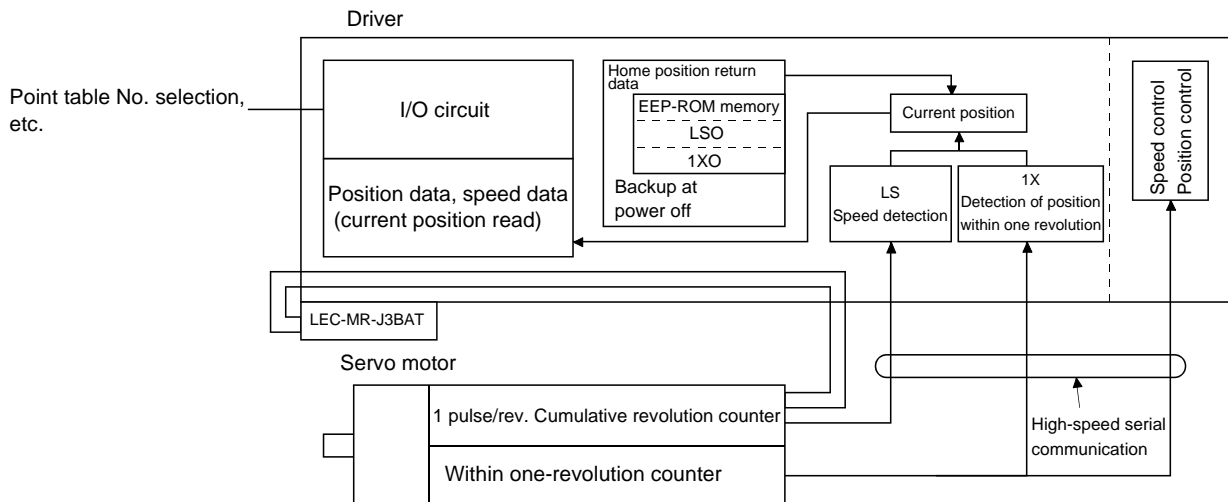 Driver
Point table No. selection,
etc.
I/O circuit
Position data, speed data
(current position read)
Home position return
data
EEP-ROM memory
LSO
1XO
Backup at
power off
Current position
LS
Speed detection
1X
Detection of position
within one revolution
Speed control
Position control
LEC-MR-J3BAT
Servo motor
1 pulse/rev. Cumulative revolution counter
Within one-revolution counter
High-speed serial
communication